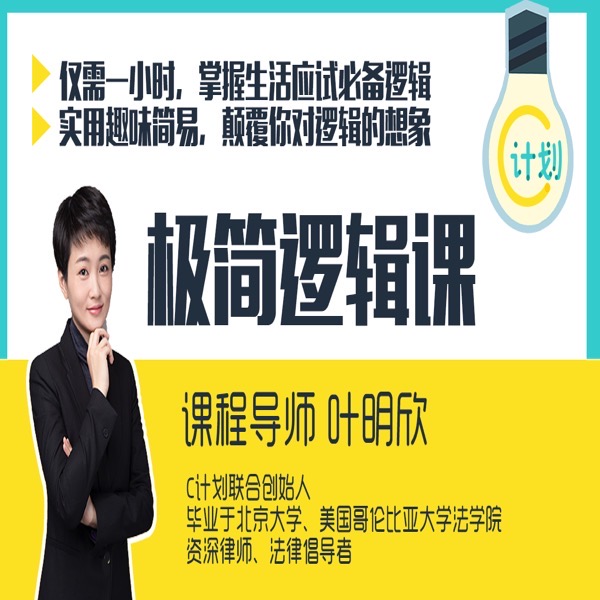 仅需一小时，掌握生活应试必备逻辑
实用趣味简易，颠覆你对逻辑的想象
C计划
极简逻辑课
课程导师 叶明欣
C计划联合创始人
毕业于北京大学、美国哥伦比亚大学法学院
资深律师、法律倡导者